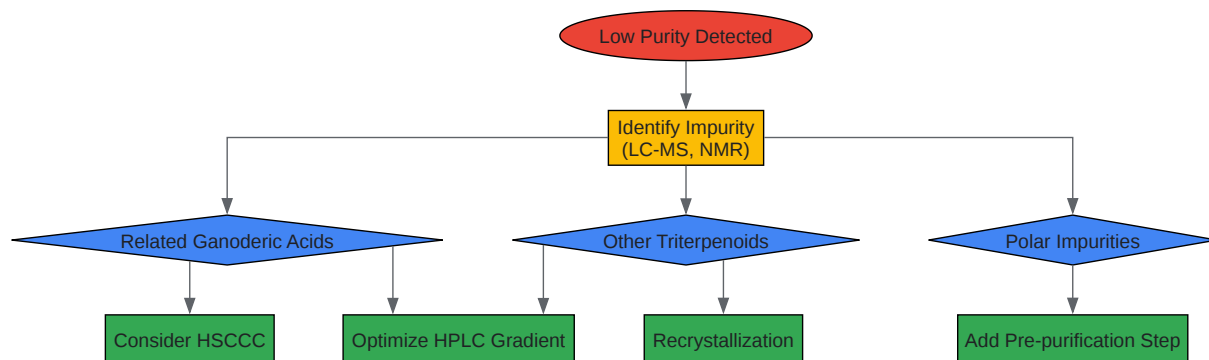 Low Purity Detected
Identify Impurity
(LC-MS, NMR)
Related Ganoderic Acids
Other Triterpenoids
Polar Impurities
Consider HSCCC
Optimize HPLC Gradient
Recrystallization
Add Pre-purification Step